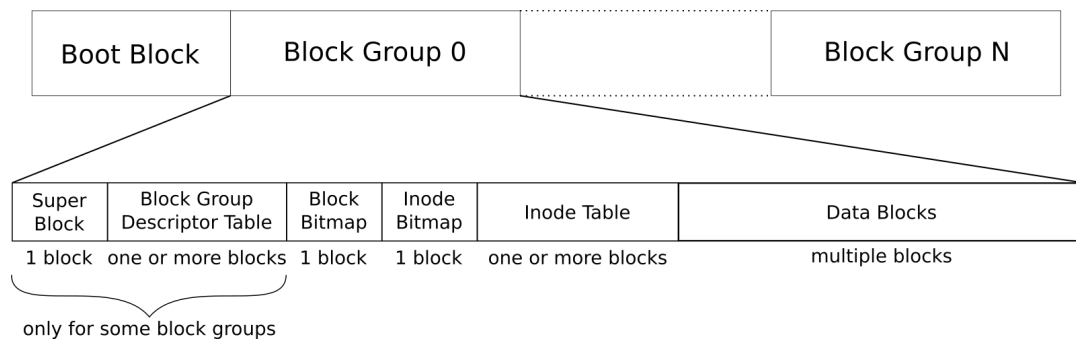 Boot Block
Block Group 0
Block Group N
Super
Block
Block Group
Descriptor Table
Block
Bitmap
Inode
Bitmap
Inode Table
Data Blocks
1 block
one or more blocks
1 block
1 block
one or more blocks
multiple blocks
only for some block groups